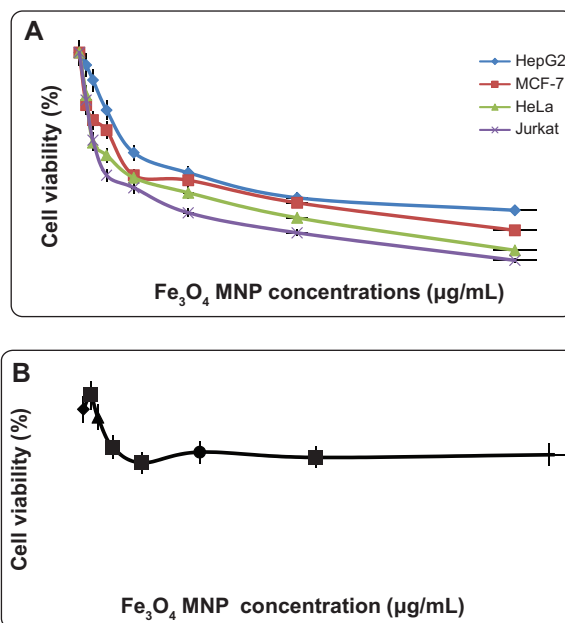 A
HepG2
MCF-7
HeLa
Jurkat
Cell viability (%)
Fe₃O₄ MNP concentrations (µg/mL)
B
Cell viability (%)
Fe₃O₄ MNP concentration (µg/mL)